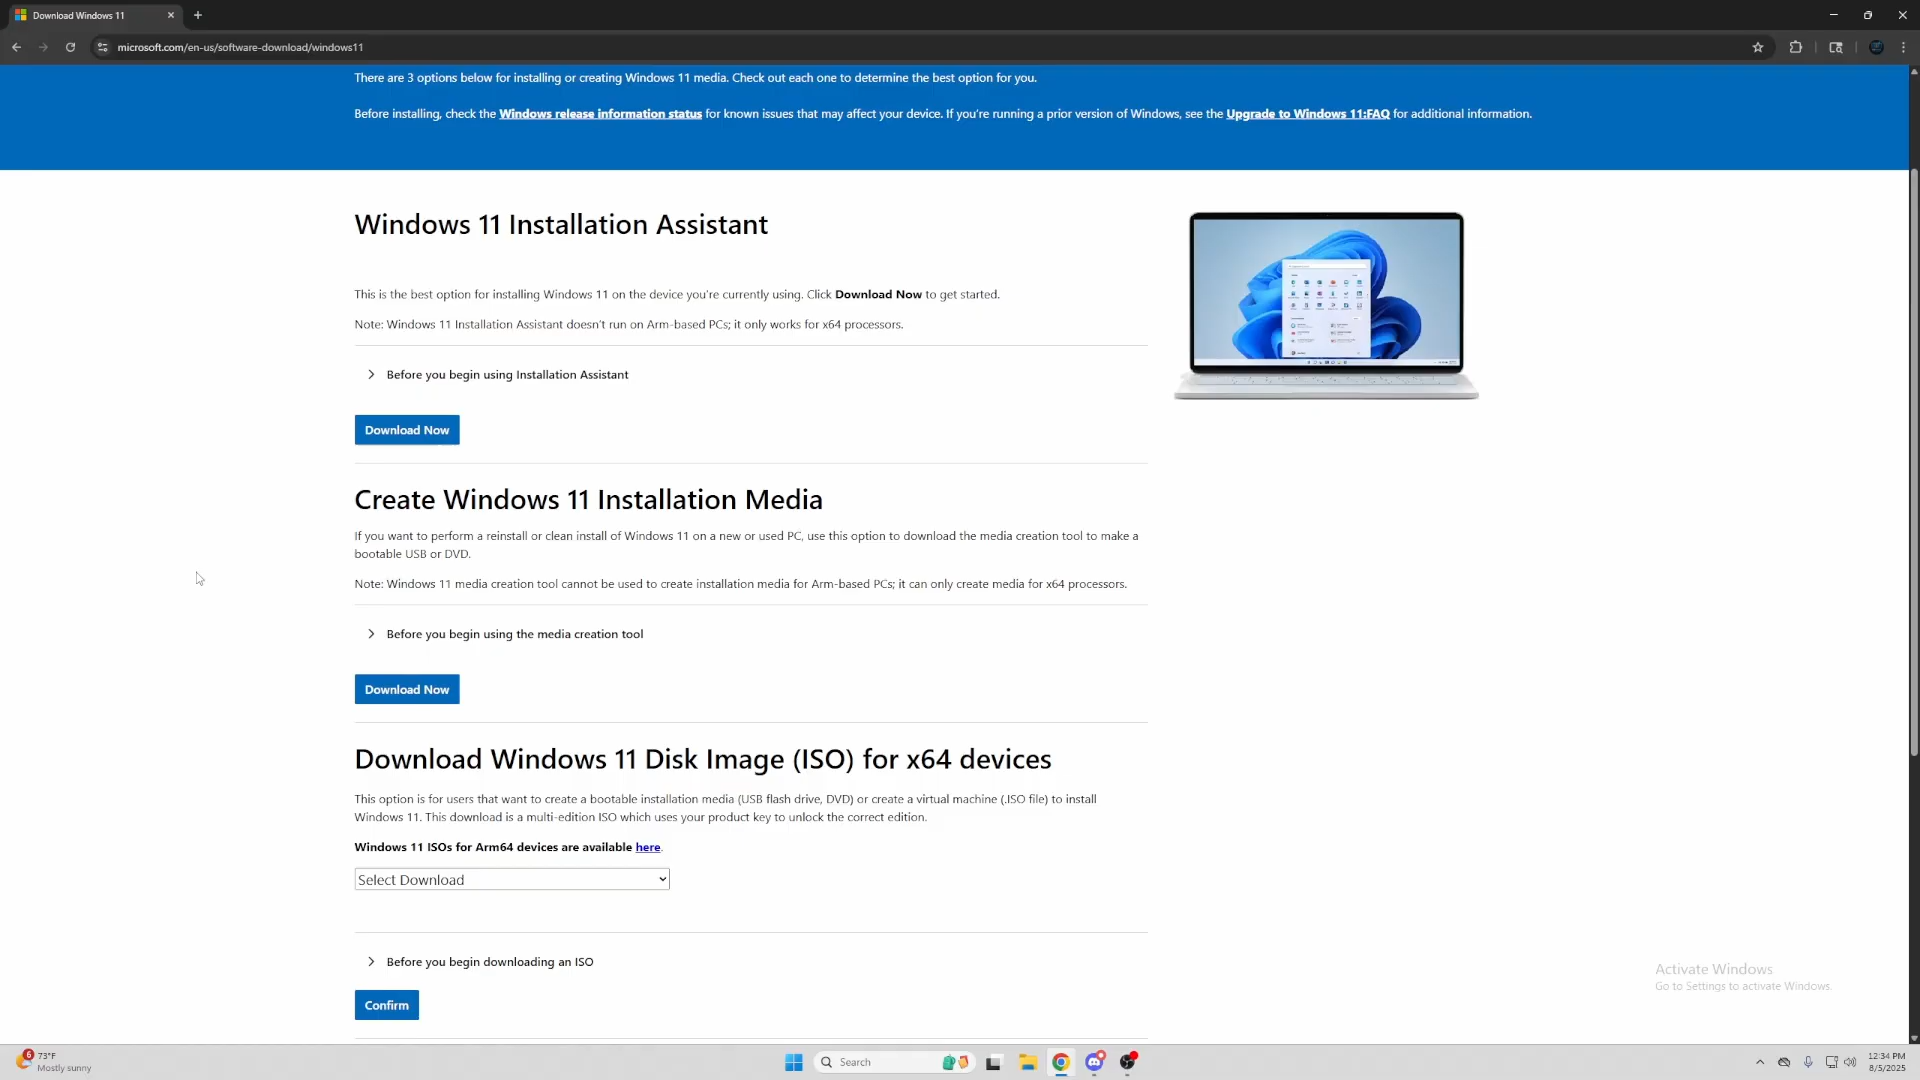 Download Windows 11
microsoft.com/en-us/software-download/windows11
There are 3 options below for installing or creating Windows 11 media. Check out each one to determine the best option for you.
Before installing, check the Windows release information status for known issues that may affect your device. If you're running a prior version of Windows, see the Upgrade to Windows 11:FAQ for additional information.
Windows 11 Installation Assistant
This is the best option for installing Windows 11 on the device you're currently using. Click Download Now to get started.
Note: Windows 11 Installation Assistant doesn't run on Arm-based PCs; it only works for x64 processors.
Before you begin using Installation Assistant
Download Now
Create Windows 11 Installation Media
If you want to perform a reinstall or clean install of Windows 11 on a new or used PC, use this option to download the media creation tool to make a
bootable USB or DVD.
Note: Windows 11 media creation tool cannot be used to create installation media for Arm-based PCs; it can only create media for x64 processors.
Before you begin using the media creation tool
Download Now
Download Windows 11 Disk Image (ISO) for x64 devices
This option is for users that want to create a bootable installation media (USB flash drive, DVD) or create a virtual machine (.ISO file) to install
Windows 11. This download is a multi-edition ISO which uses your product key to unlock the correct edition.
Windows 11 ISOs for Arm64 devices are available here.
Select Download
Before you begin downloading an ISO
Confirm
Activate Windows
Go to Settings to activate Windows.
6
73°F
Mostly sunny
Search
12:34 PM
8/5/2025